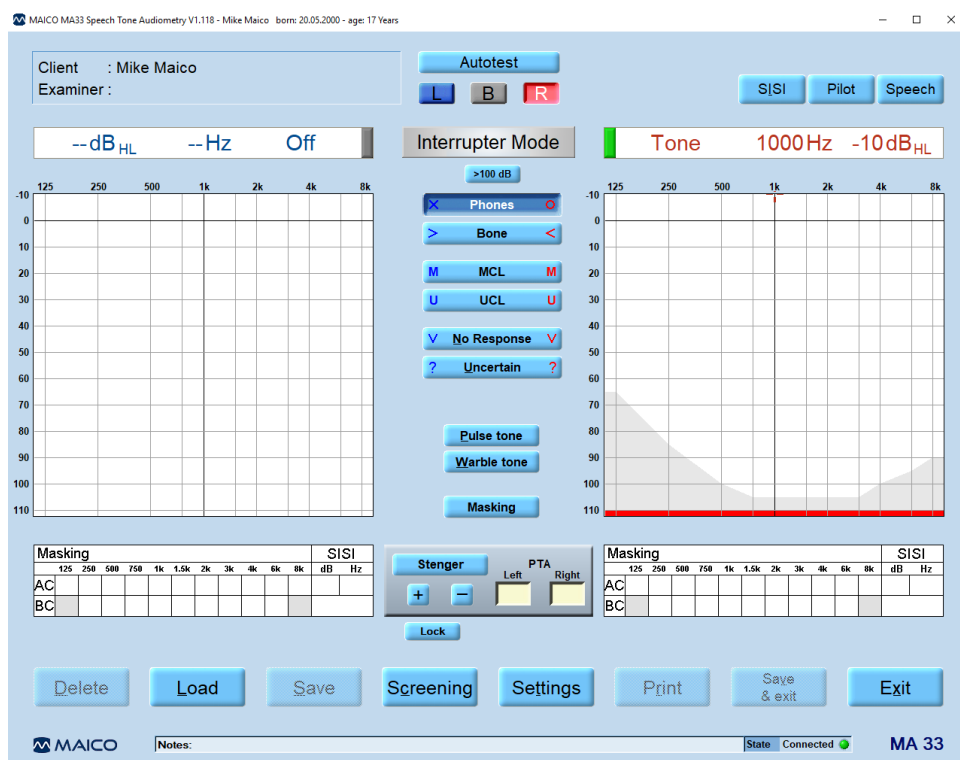 MAICO MA33 Speech Tone Audiometry V1.118 - Mike Maico born: 20.05.2000 - age: 17 Years
Client : Mike Maico
Examiner :
Autotest
L B R
SISI Pilot Speech
--dB HL --Hz Off
Interrupter Mode
Tone 1000Hz -10dB HL
>100 dB
125 250 500 1k 2k 4k 8k
-10
0
10
20
30
40
50
60
70
80
90
100
110
X Phones O
> Bone <
M MCL M
U UCL U
V No Response V
? Uncertain ?
Pulse tone
Warble tone
Masking
125 250 500 1k 2k 4k 8k
-10
0
10
20
30
40
50
60
70
80
90
100
110
Masking SISI
125 250 500 750 1k 1.5k 2k 3k 4k 6k 8k dB Hz
AC
BC
Stenger PTA
Left Right
+ −
Lock
Masking SISI
125 250 500 750 1k 1.5k 2k 3k 4k 6k 8k dB Hz
AC
BC
Delete Load Save Screening Settings Print Save & exit Exit
MAICO Notes: State Connected MA 33